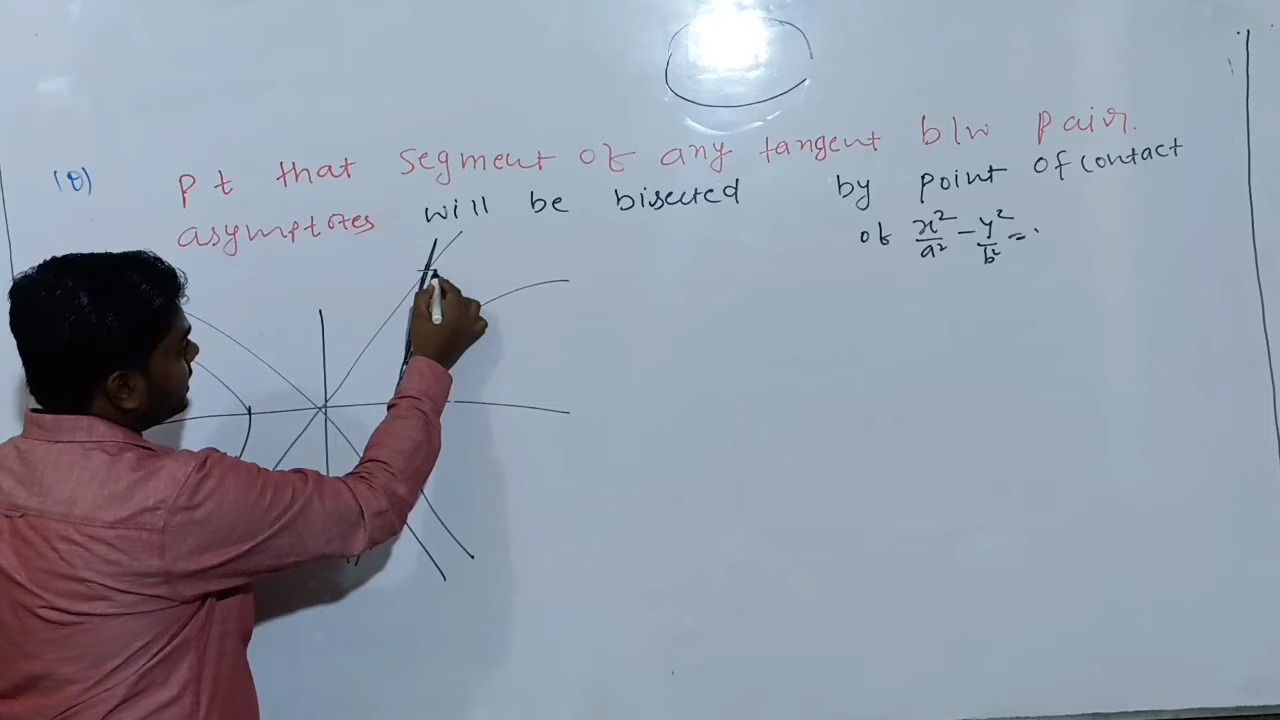 (θ) P t that segment of any tangent b/w pair.
asymptotes will be bisected by point of contact
of x²/a² - y²/b² = .